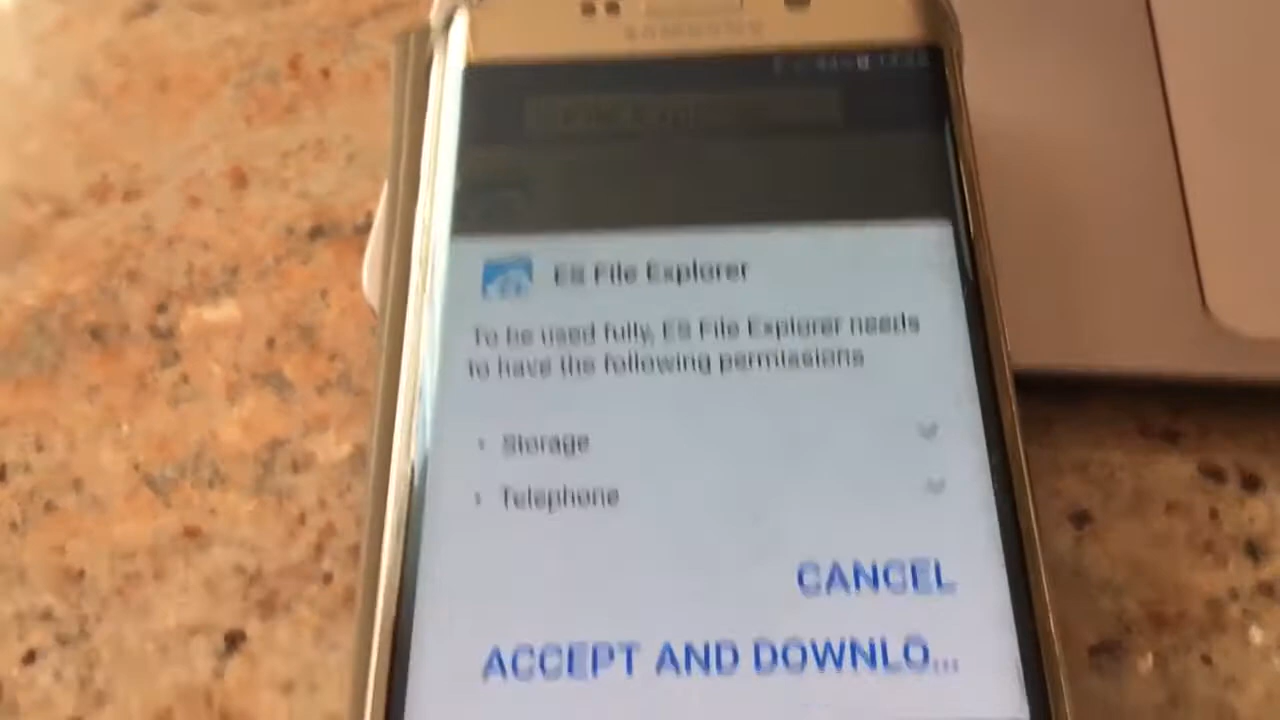 SAMSUNG
ES File Explorer
To be used fully, ES File Explorer needs
to have the following permissions
Storage
Telephone
CANCEL
ACCEPT AND DOWNLO...